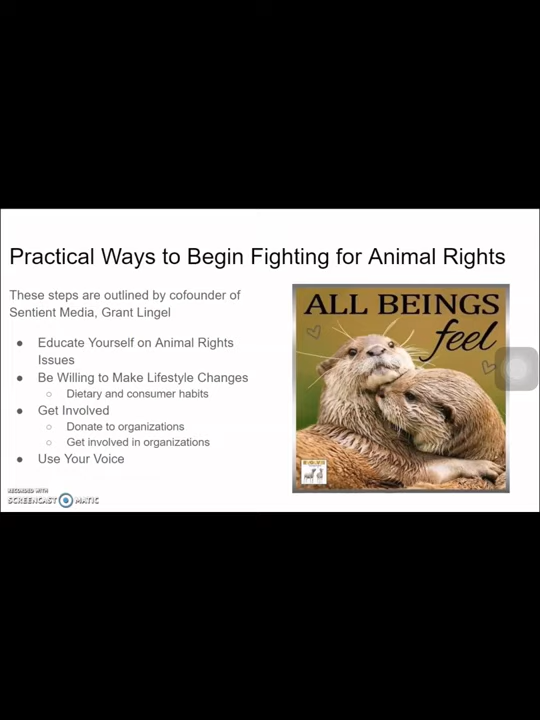 Practical Ways to Begin Fighting for Animal Rights
These steps are outlined by cofounder of
Sentient Media, Grant Lingel
● Educate Yourself on Animal Rights
Issues
● Be Willing to Make Lifestyle Changes
○ Dietary and consumer habits
● Get Involved
○ Donate to organizations
○ Get involved in organizations
● Use Your Voice
ALL BEINGS
feel
RECORDED WITH
SCREENCAST MATIC